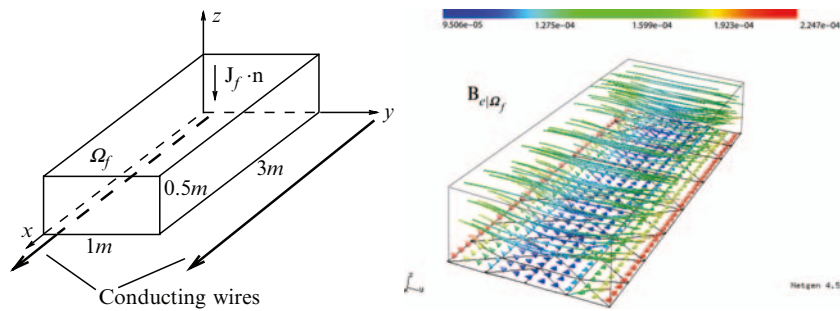 z
J_f · n
y
Ω_f
0.5m
3m
x
1m
Conducting wires
9.506e-05 1.275e-04 1.599e-04 1.923e-04 2.247e-04
B_e|Ω_f
Netgen 4.5